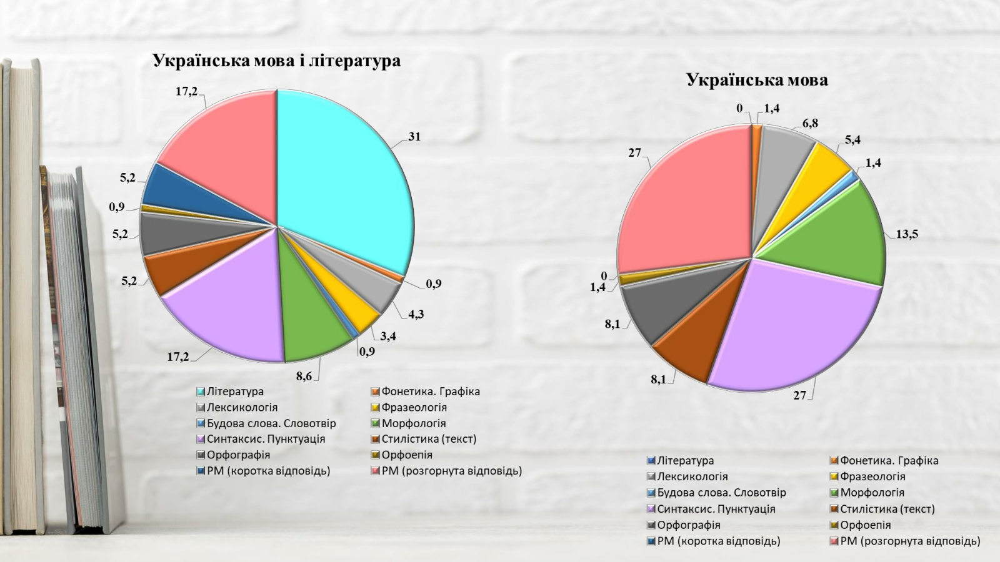 Українська мова і література
17,2
31
5,2
0,9
5,2
5,2
17,2
8,6
0,9
3,4
4,3
0,9
Література
Фонетика. Графіка
Лексикологія
Фразеологія
Будова слова. Словотвір
Морфологія
Синтаксис. Пунктуація
Стилістика (текст)
Орфографія
Орфоепія
РМ (коротка відповідь)
РМ (розгорнута відповідь)
Українська мова
0
1,4
6,8
5,4
1,4
13,5
27
8,1
8,1
1,4
0
27
Література
Фонетика. Графіка
Лексикологія
Фразеологія
Будова слова. Словотвір
Морфологія
Синтаксис. Пунктуація
Стилістика (текст)
Орфографія
Орфоепія
РМ (коротка відповідь)
РМ (розгорнута відповідь)